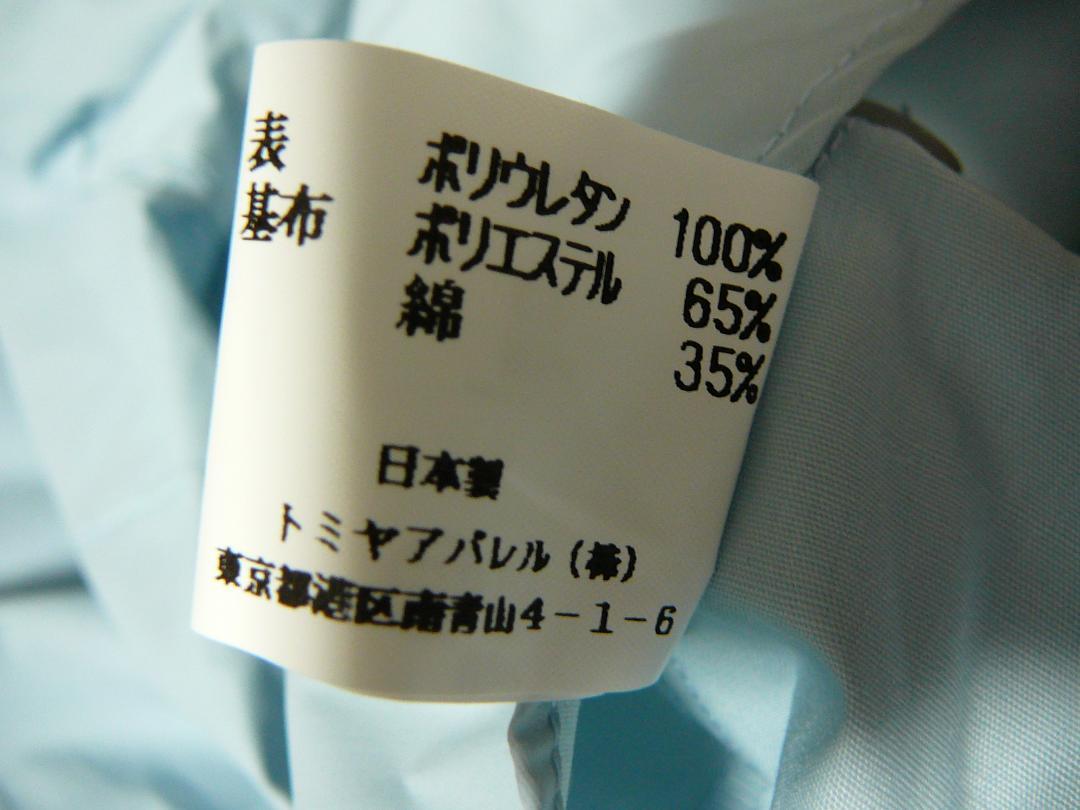 表 ポリウレタン 100%
基布 ポリエステル 65%
綿 35%
日本製
トミヤアパレル(株)
東京都港区南青山4-1-6